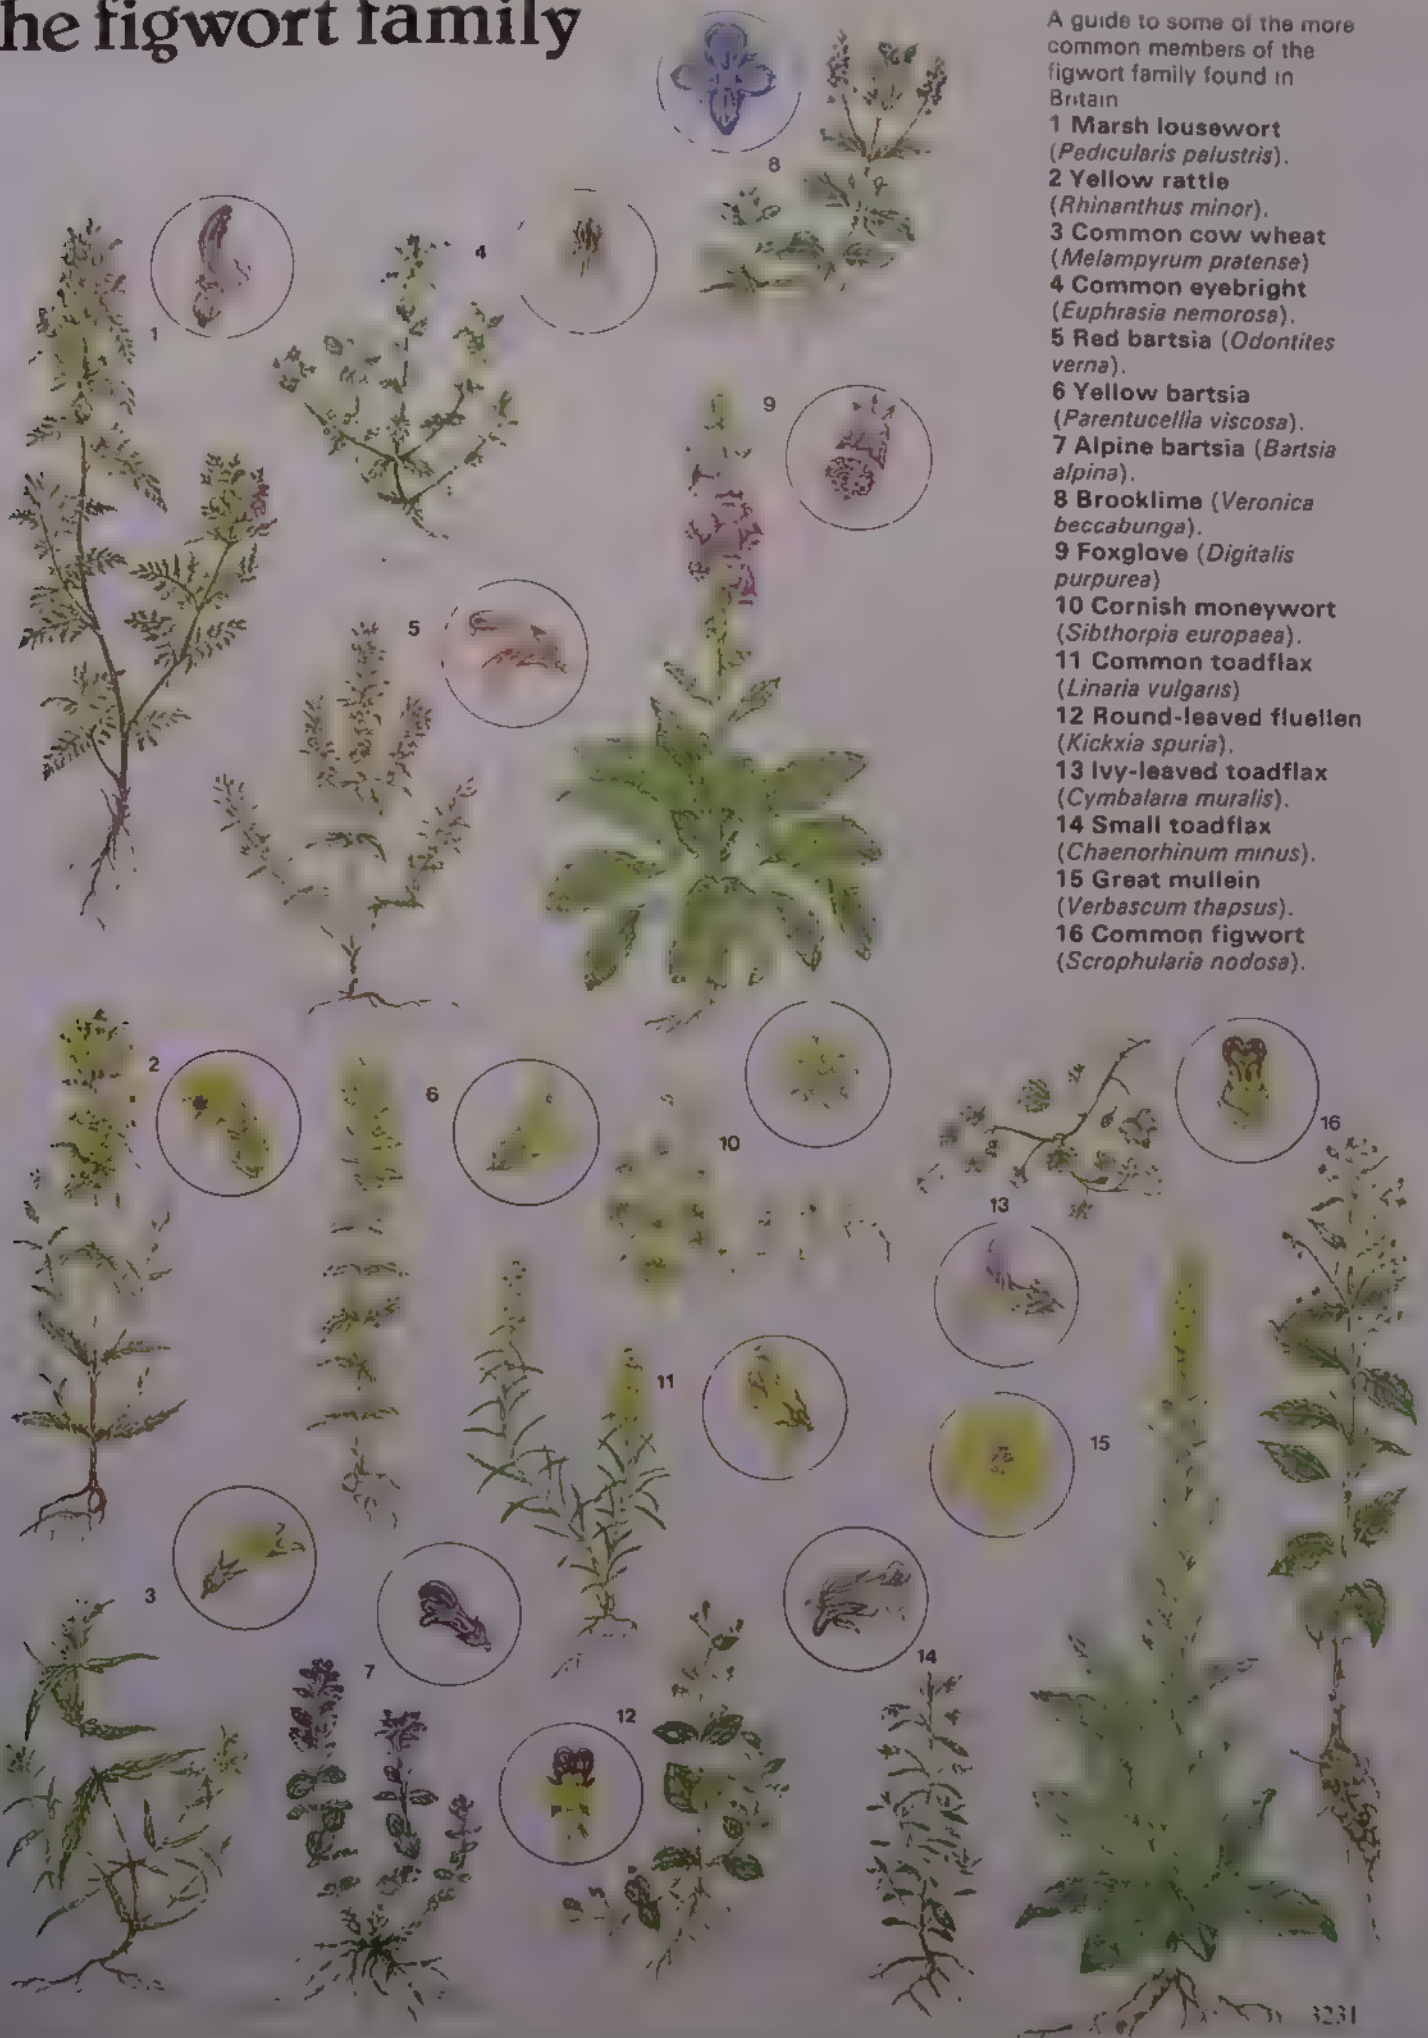 he figwort family
A guide to some of the more
common members of the
figwort family found in
Britain
1 Marsh lousewort
(Pedicularis palustris).
2 Yellow rattle
(Rhinanthus minor).
3 Common cow wheat
(Melampyrum pratense)
4 Common eyebright
(Euphrasia nemorosa).
5 Red bartsia (Odontites
verna).
6 Yellow bartsia
(Parentucellia viscosa).
7 Alpine bartsia (Bartsia
alpina).
8 Brooklime (Veronica
beccabunga).
9 Foxglove (Digitalis
purpurea)
10 Cornish moneywort
(Sibthorpia europaea).
11 Common toadflax
(Linaria vulgaris)
12 Round-leaved fluellen
(Kickxia spuria).
13 Ivy-leaved toadflax
(Cymbalaria muralis).
14 Small toadflax
(Chaenorhinum minus).
15 Great mullein
(Verbascum thapsus).
16 Common figwort
(Scrophularia nodosa).
8
4
1
9
5
2
6
10
16
13
11
15
3
7
14
12
3231